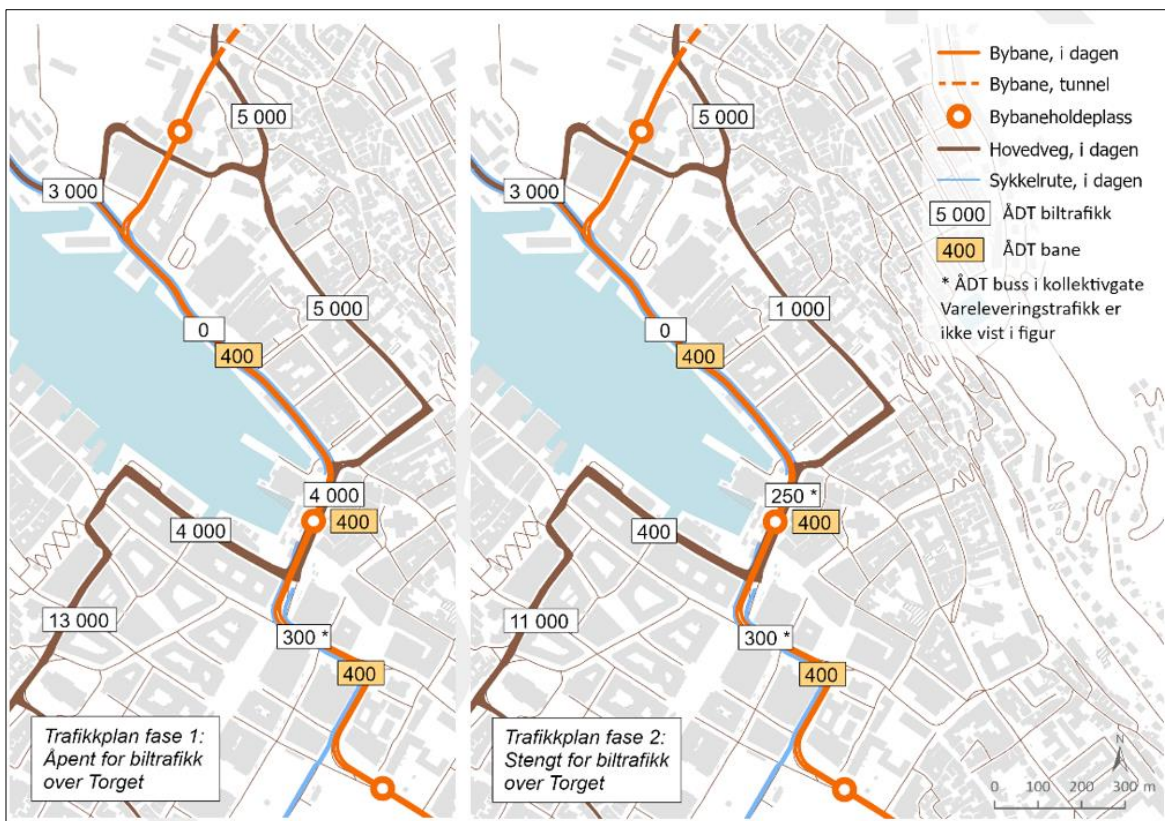 5 000
3 000
5 000
0
400
4 000
400
4 000
13 000
300 *
400
Trafikkplan fase 1:
Åpent for biltrafikk
over Torget
5 000
3 000
1 000
0
400
250 *
400
400
11 000
300 *
400
Trafikkplan fase 2:
Stengt for biltrafikk
over Torget
Bybane, i dagen
Bybane, tunnel
Bybaneholdeplass
Hovedveg, i dagen
Sykkelrute, i dagen
5 000 ÅDT biltrafikk
400 ÅDT bane
* ÅDT buss i kollektivgate
Vareleveringstrafikk er
ikke vist i figur
N
0 100 200 300 m